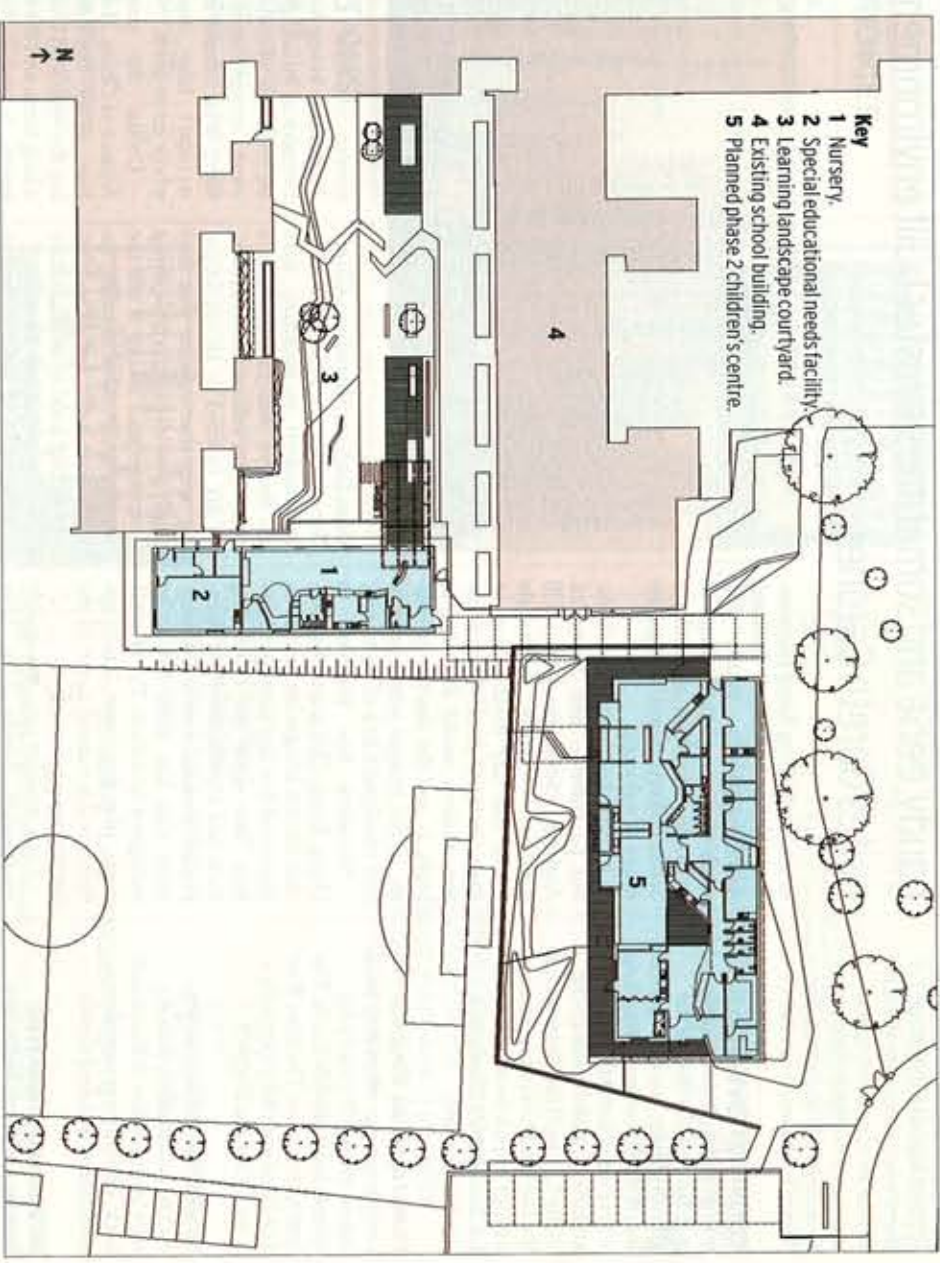 Key
1 Nursery.
2 Special educational needs facility.
3 Learning landscape courtyard.
4 Existing school building.
5 Planned phase 2 children's centre.
N
4
3
1
2
5